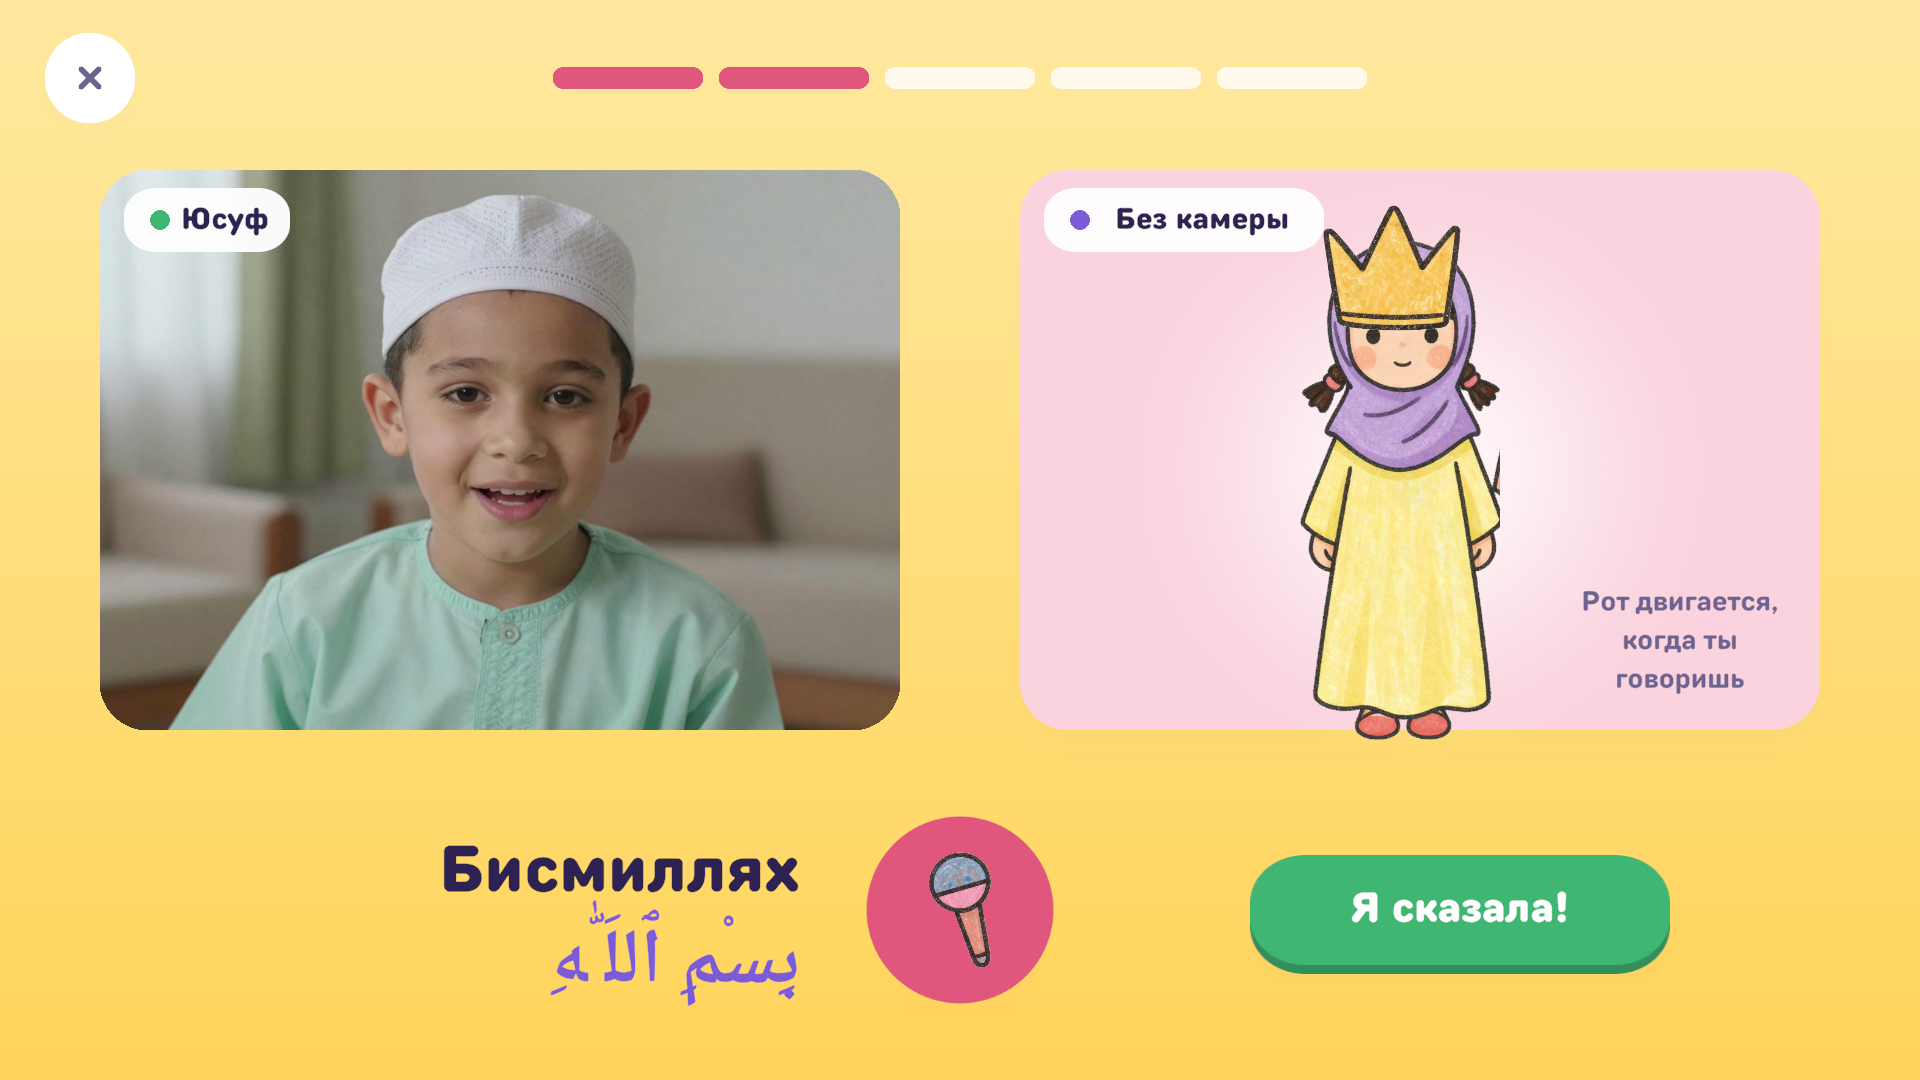 Юсуф
Без камеры
Рот двигается,
когда ты
говоришь
Бисмиллях
بِسْمِ ٱللَّٰهِ
Я сказала!